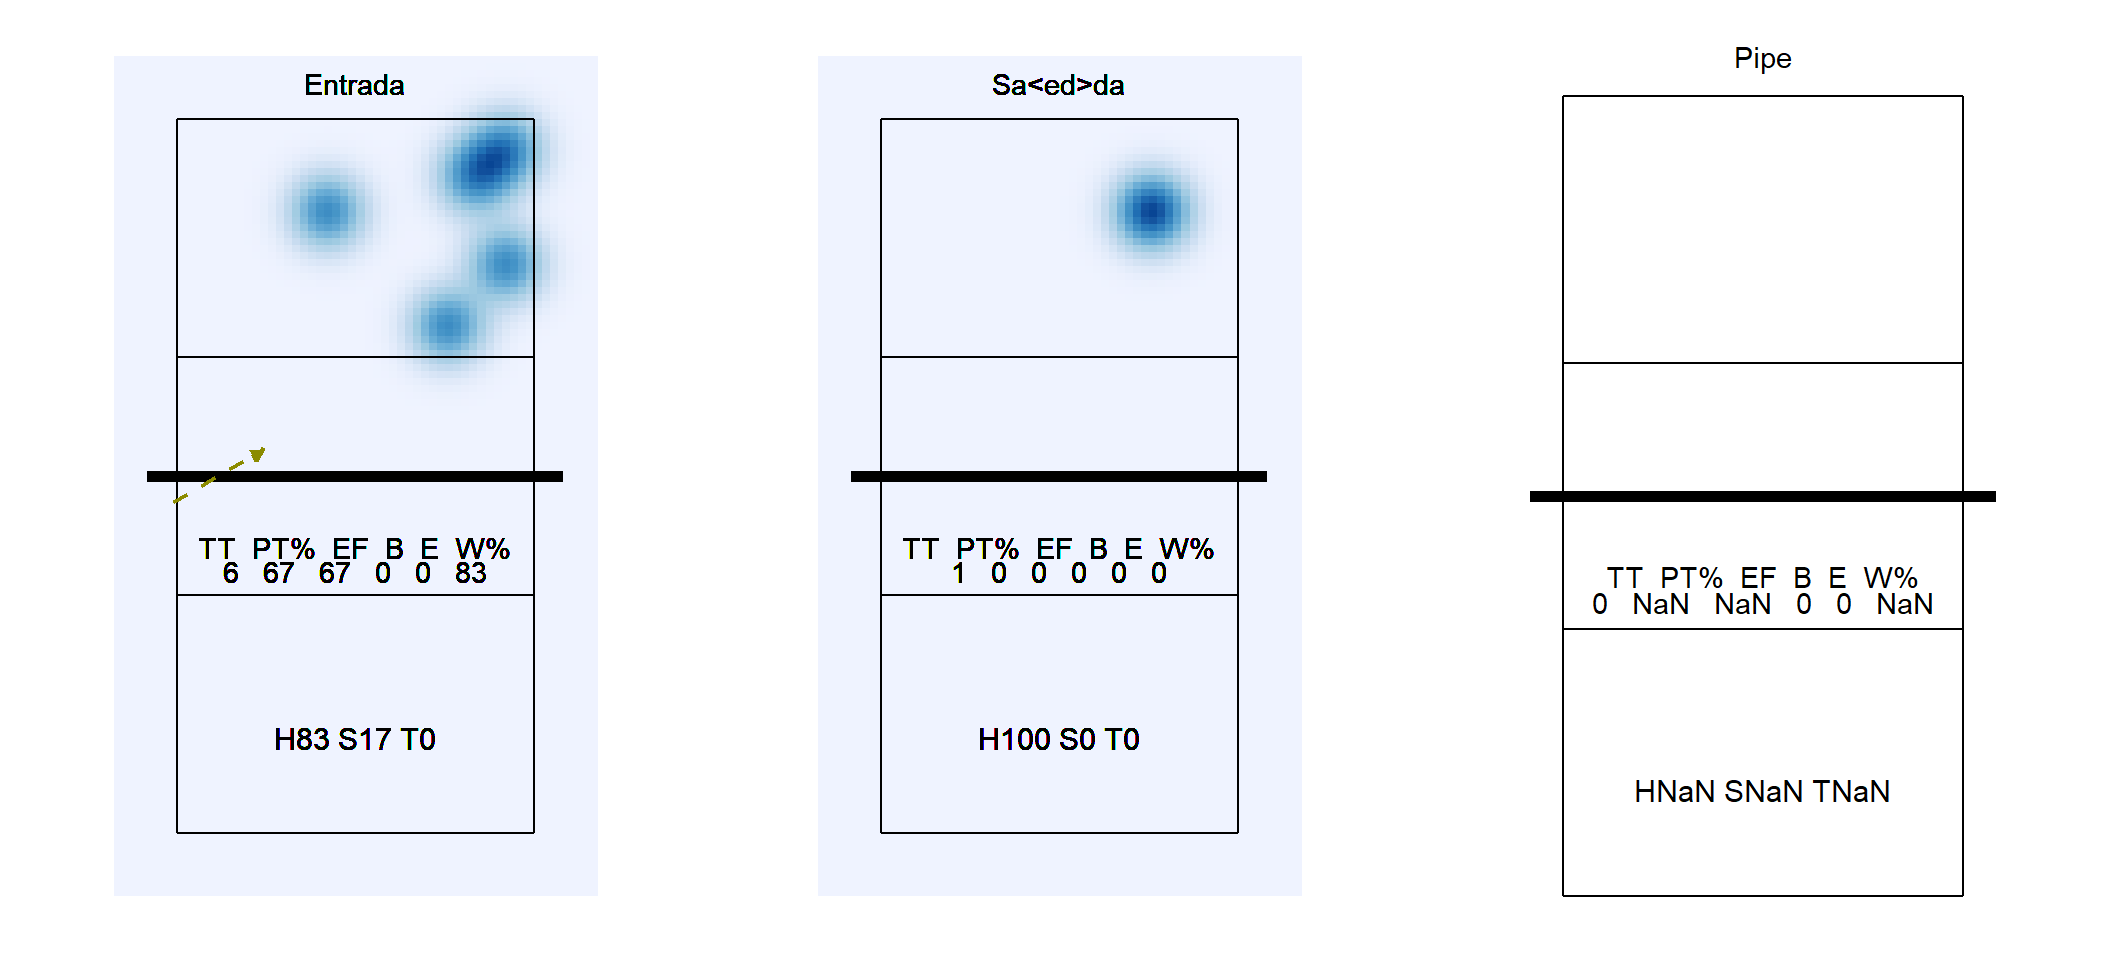 Entrada
TT PT% EF B E W%
6 67 67 0 0 83
H83 S17 T0
Sa<ed>da
TT PT% EF B E W%
1 0 0 0 0 0
H100 S0 T0
Pipe
TT PT% EF B E W%
0 NaN NaN 0 0 NaN
HNaN SNaN TNaN